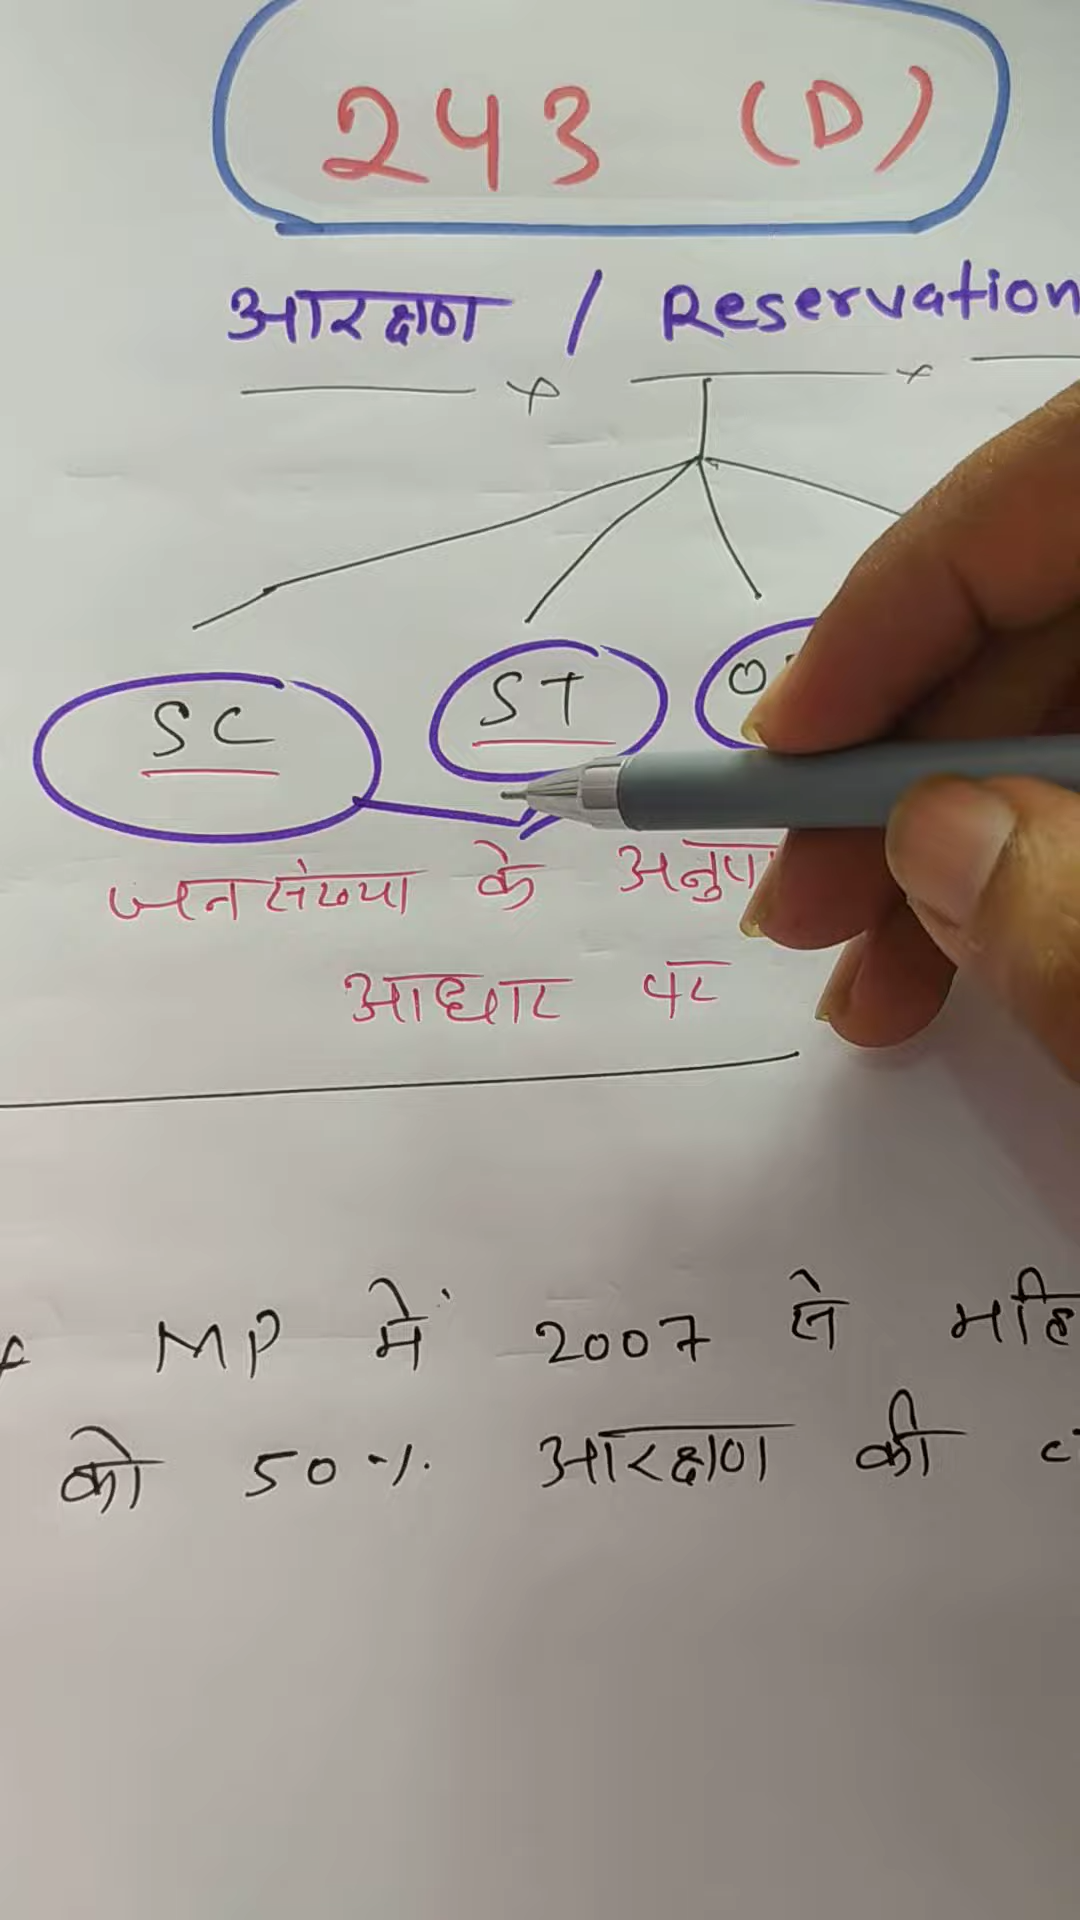 243 (D)
आरक्षण / Reservation
SC ST
जनसंख्या के
आधार पर
MP में 2007 से
को 50% आरक्षण की